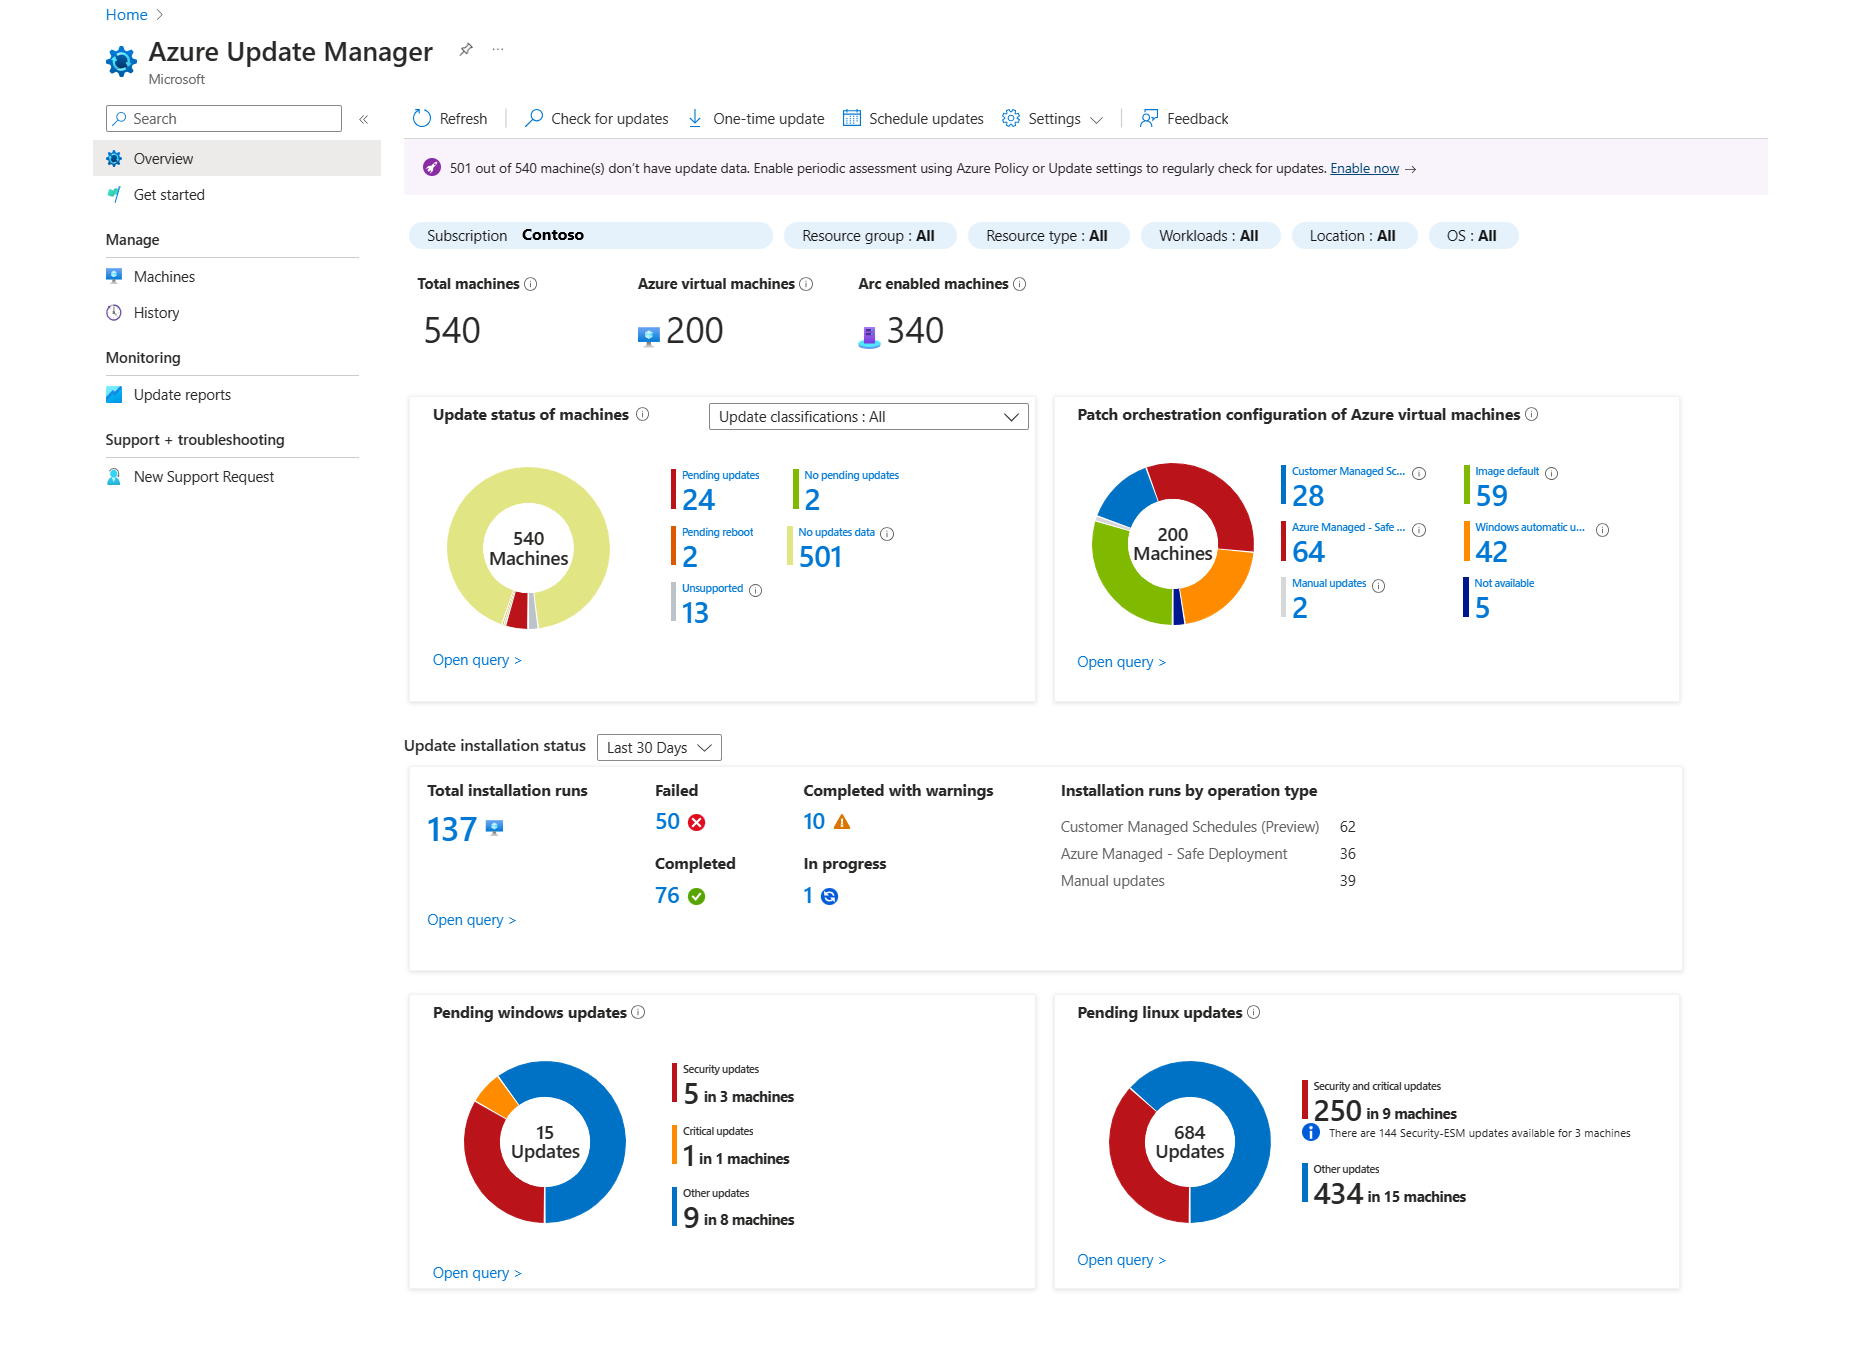 Home >
Azure Update Manager
Microsoft
Search
Overview
Get started
Manage
Machines
History
Monitoring
Update reports
Support + troubleshooting
New Support Request
Refresh
Check for updates
One-time update
Schedule updates
Settings
Feedback
501 out of 540 machine(s) don't have update data. Enable periodic assessment using Azure Policy or Update settings to regularly check for updates. Enable now →
Subscription Contoso
Resource group : All
Resource type : All
Workloads : All
Location : All
OS : All
Total machines
540
Azure virtual machines
200
Arc enabled machines
340
Update status of machines
Update classifications : All
540
Machines
Pending updates
24
No pending updates
2
Pending reboot
2
No updates data
501
Unsupported
13
Open query >
Patch orchestration configuration of Azure virtual machines
200
Machines
Customer Managed Sc...
28
Image default
59
Azure Managed - Safe ...
64
Windows automatic u...
42
Manual updates
2
Not available
5
Open query >
Update installation status
Last 30 Days
Total installation runs
137
Failed
50
Completed with warnings
10
Completed
76
In progress
1
Open query >
Installation runs by operation type
Customer Managed Schedules (Preview) 62
Azure Managed - Safe Deployment 36
Manual updates 39
Pending windows updates
15
Updates
Security updates
5 in 3 machines
Critical updates
1 in 1 machines
Other updates
9 in 8 machines
Open query >
Pending linux updates
684
Updates
Security and critical updates
250 in 9 machines
There are 144 Security-ESM updates available for 3 machines
Other updates
434 in 15 machines
Open query >